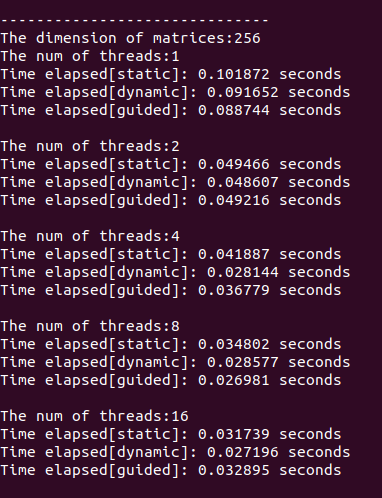 ------------------------------
The dimension of matrices:256
The num of threads:1
Time elapsed[static]: 0.101872 seconds
Time elapsed[dynamic]: 0.091652 seconds
Time elapsed[guided]: 0.088744 seconds
The num of threads:2
Time elapsed[static]: 0.049466 seconds
Time elapsed[dynamic]: 0.048607 seconds
Time elapsed[guided]: 0.049216 seconds
The num of threads:4
Time elapsed[static]: 0.041887 seconds
Time elapsed[dynamic]: 0.028144 seconds
Time elapsed[guided]: 0.036779 seconds
The num of threads:8
Time elapsed[static]: 0.034802 seconds
Time elapsed[dynamic]: 0.028577 seconds
Time elapsed[guided]: 0.026981 seconds
The num of threads:16
Time elapsed[static]: 0.031739 seconds
Time elapsed[dynamic]: 0.027196 seconds
Time elapsed[guided]: 0.032895 seconds